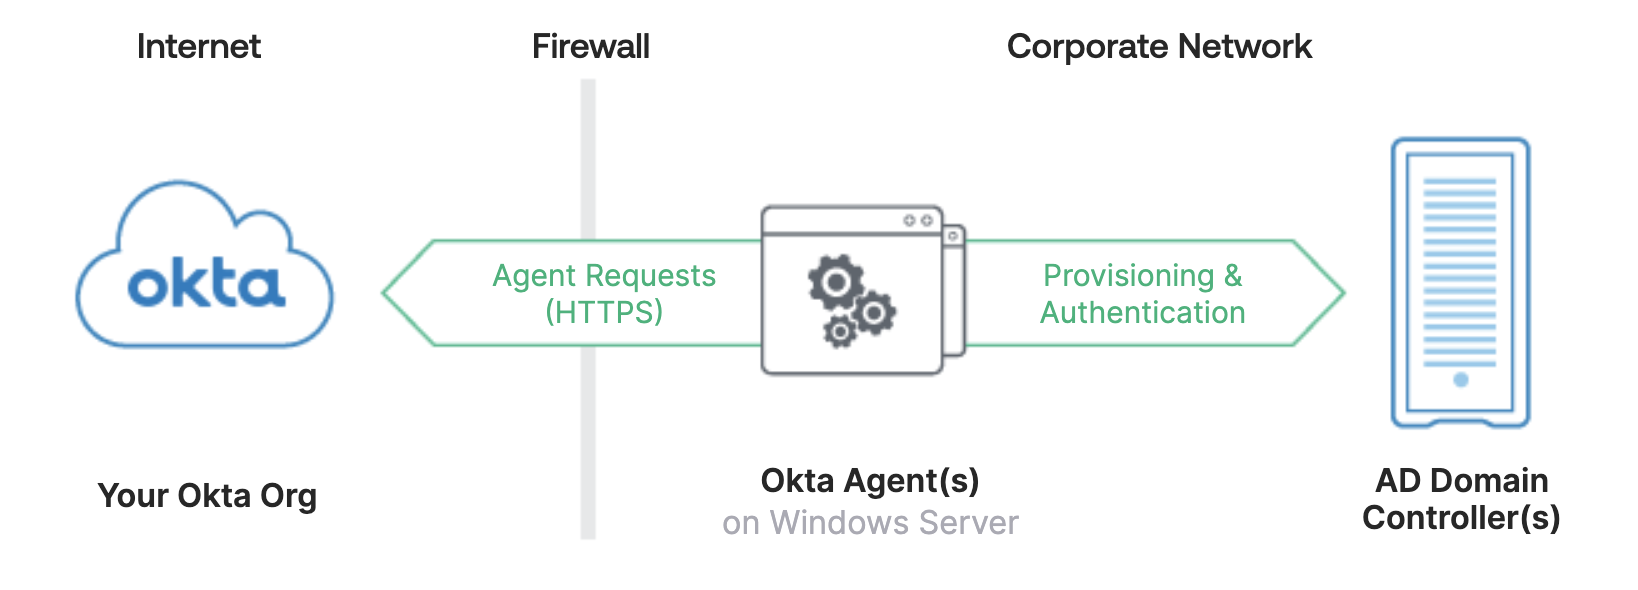 Internet
Firewall
Corporate Network
okta
Agent Requests
(HTTPS)
Provisioning &
Authentication
Your Okta Org
Okta Agent(s)
on Windows Server
AD Domain
Controller(s)